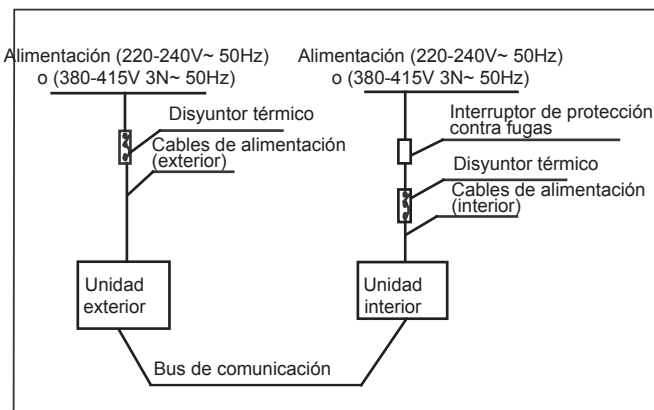 Alimentación (220-240V~ 50Hz)
o (380-415V 3N~ 50Hz)
Disyuntor térmico
Cables de alimentación
(exterior)
Unidad
exterior
Alimentación (220-240V~ 50Hz)
o (380-415V 3N~ 50Hz)
Interruptor de protección
contra fugas
Disyuntor térmico
Cables de alimentación
(interior)
Unidad
interior
Bus de comunicación